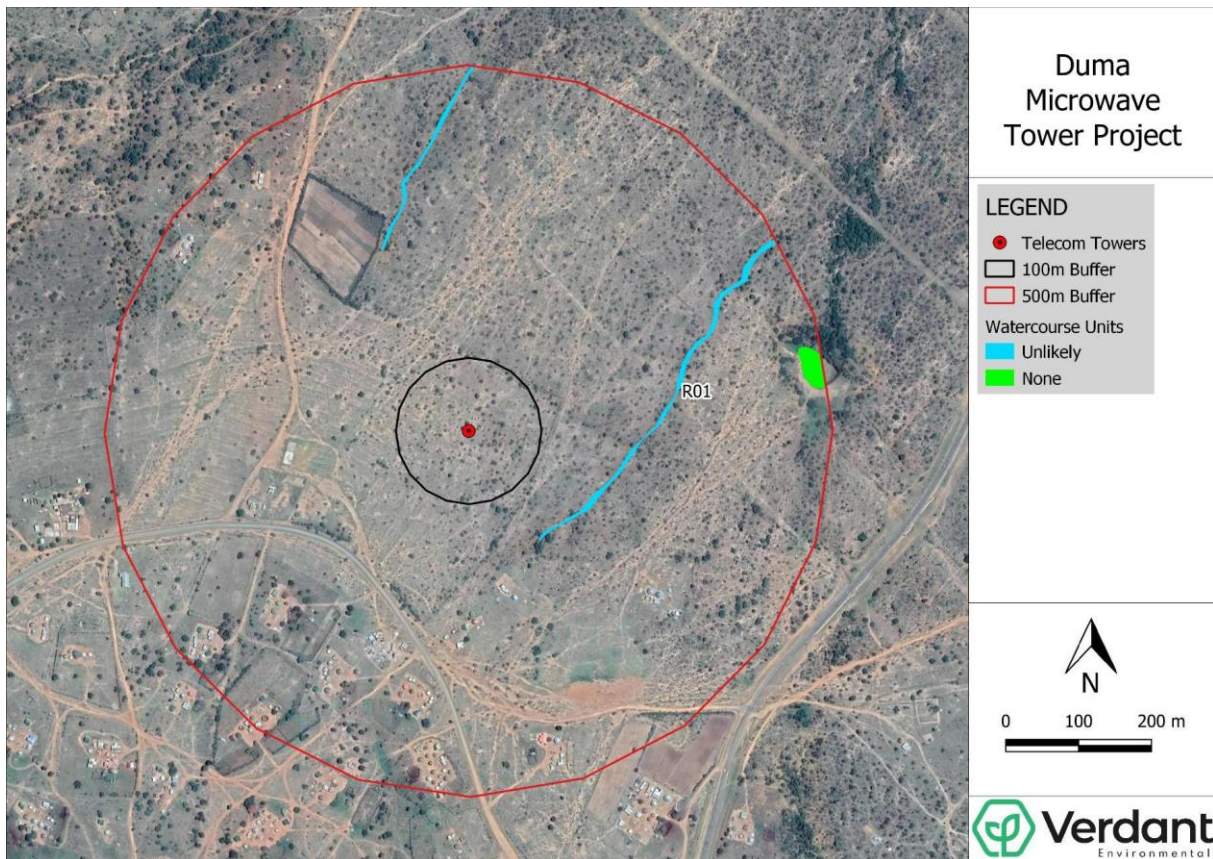 Duma
Microwave
Tower Project
LEGEND
Telecom Towers
100m Buffer
500m Buffer
Watercourse Units
Unlikely
None
R01
N
0 100 200 m
Verdant
Environmental